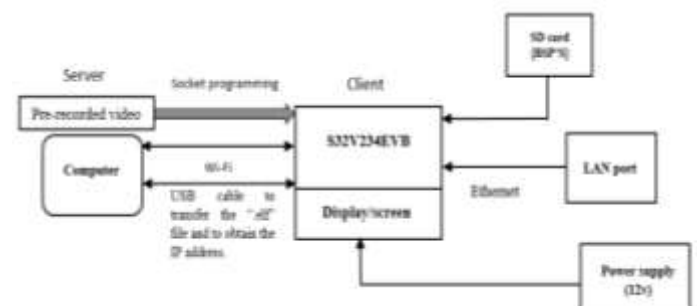 SD card
[BSP'S]
Server
Socket programming
Client
Pre-recorded video
S32V234EVB
Computer
Wi-Fi
LAN port
Ethernet
USB cable to
transfer the ".elf"
file and to obtain the
IP address.
Display/screen
Power supply
(12v)